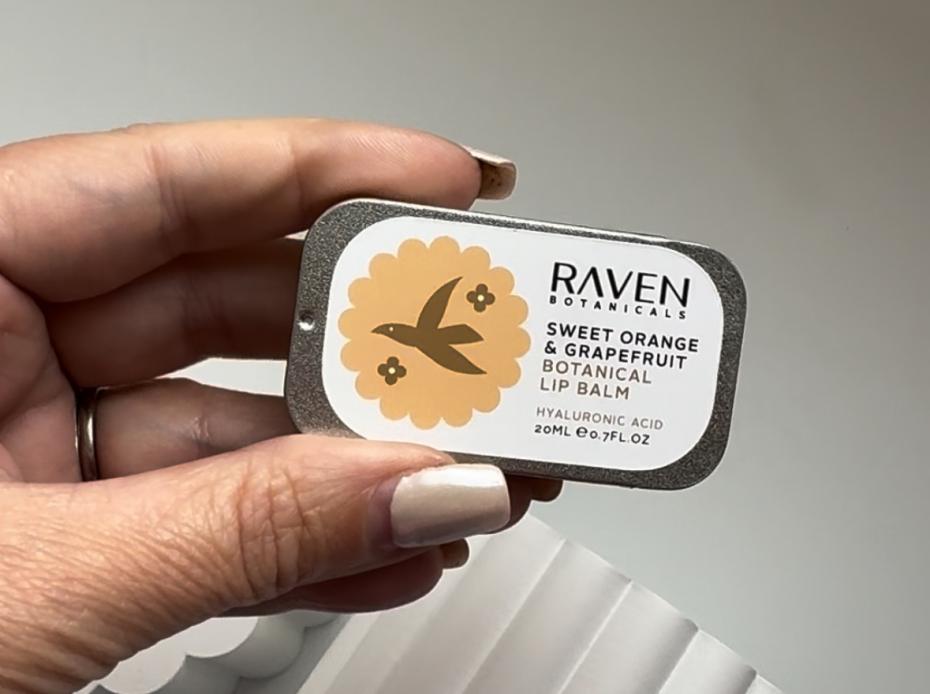 RAVEN
BOTANICALS
SWEET ORANGE
& GRAPEFRUIT
BOTANICAL
LIP BALM
HYALURONIC ACID
20ML ℮0.7FL.OZ